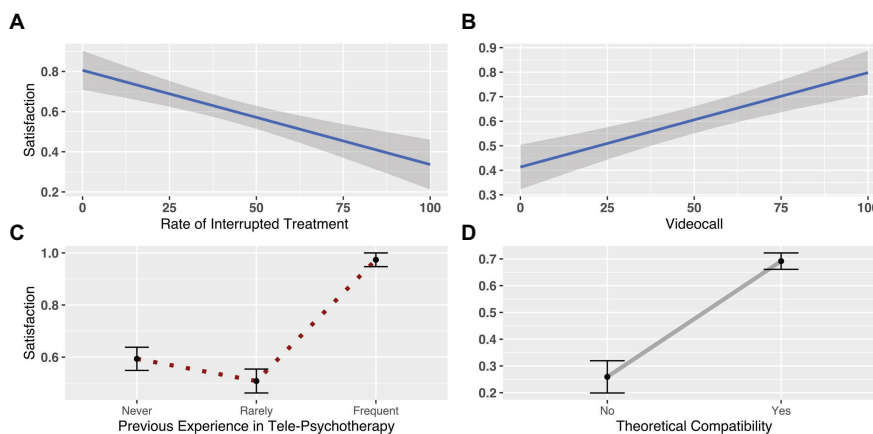 A
B
Satisfaction
0.8
0.6
0.4
0.2
0 25 50 75 100
Rate of Interrupted Treatment
0.9
0.8
0.7
0.6
0.5
0.4
0.3
0 25 50 75 100
Videocall
C
D
Satisfaction
1.0
0.8
0.6
Never Rarely Frequent
Previous Experience in Tele-Psychotherapy
0.7
0.6
0.5
0.4
0.3
0.2
No Yes
Theoretical Compatibility